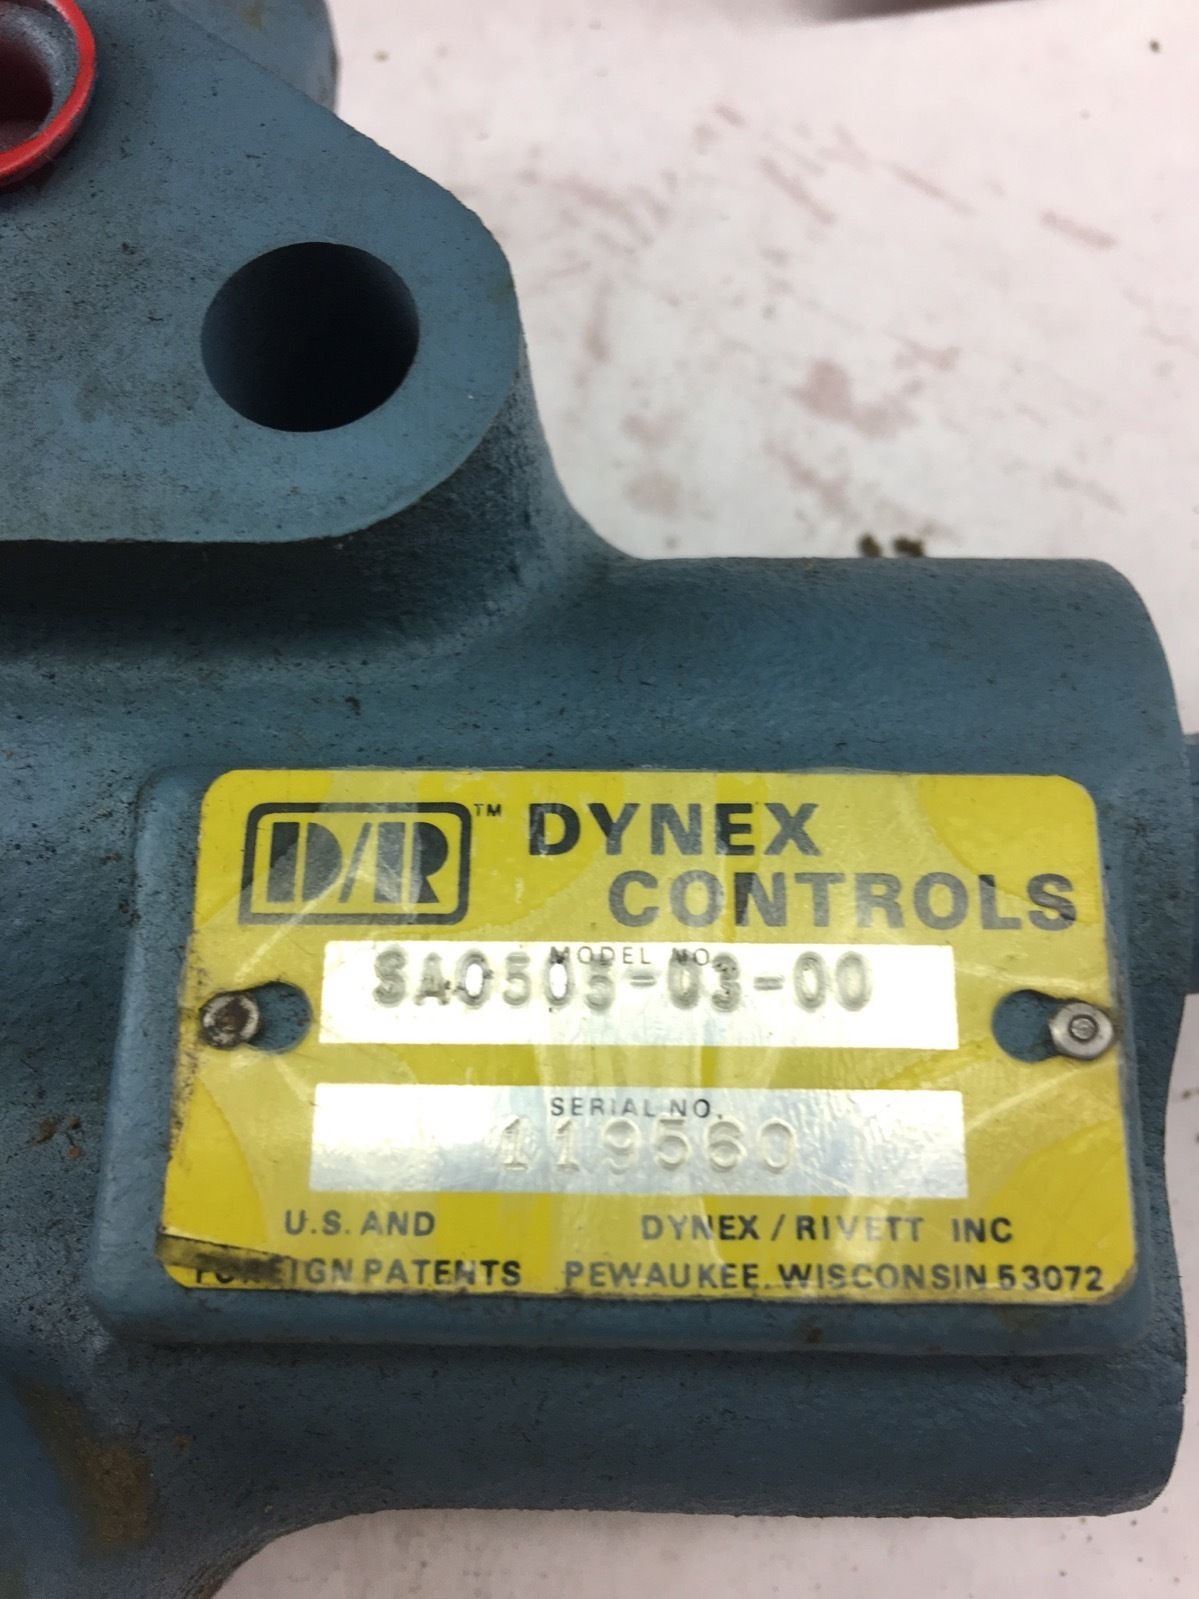 D/R™ DYNEX
CONTROLS
MODEL NO.
SA0505-03-00
SERIAL NO.
119560
U.S. AND
FOREIGN PATENTS
DYNEX / RIVETT INC
PEWAUKEE, WISCONSIN 53072